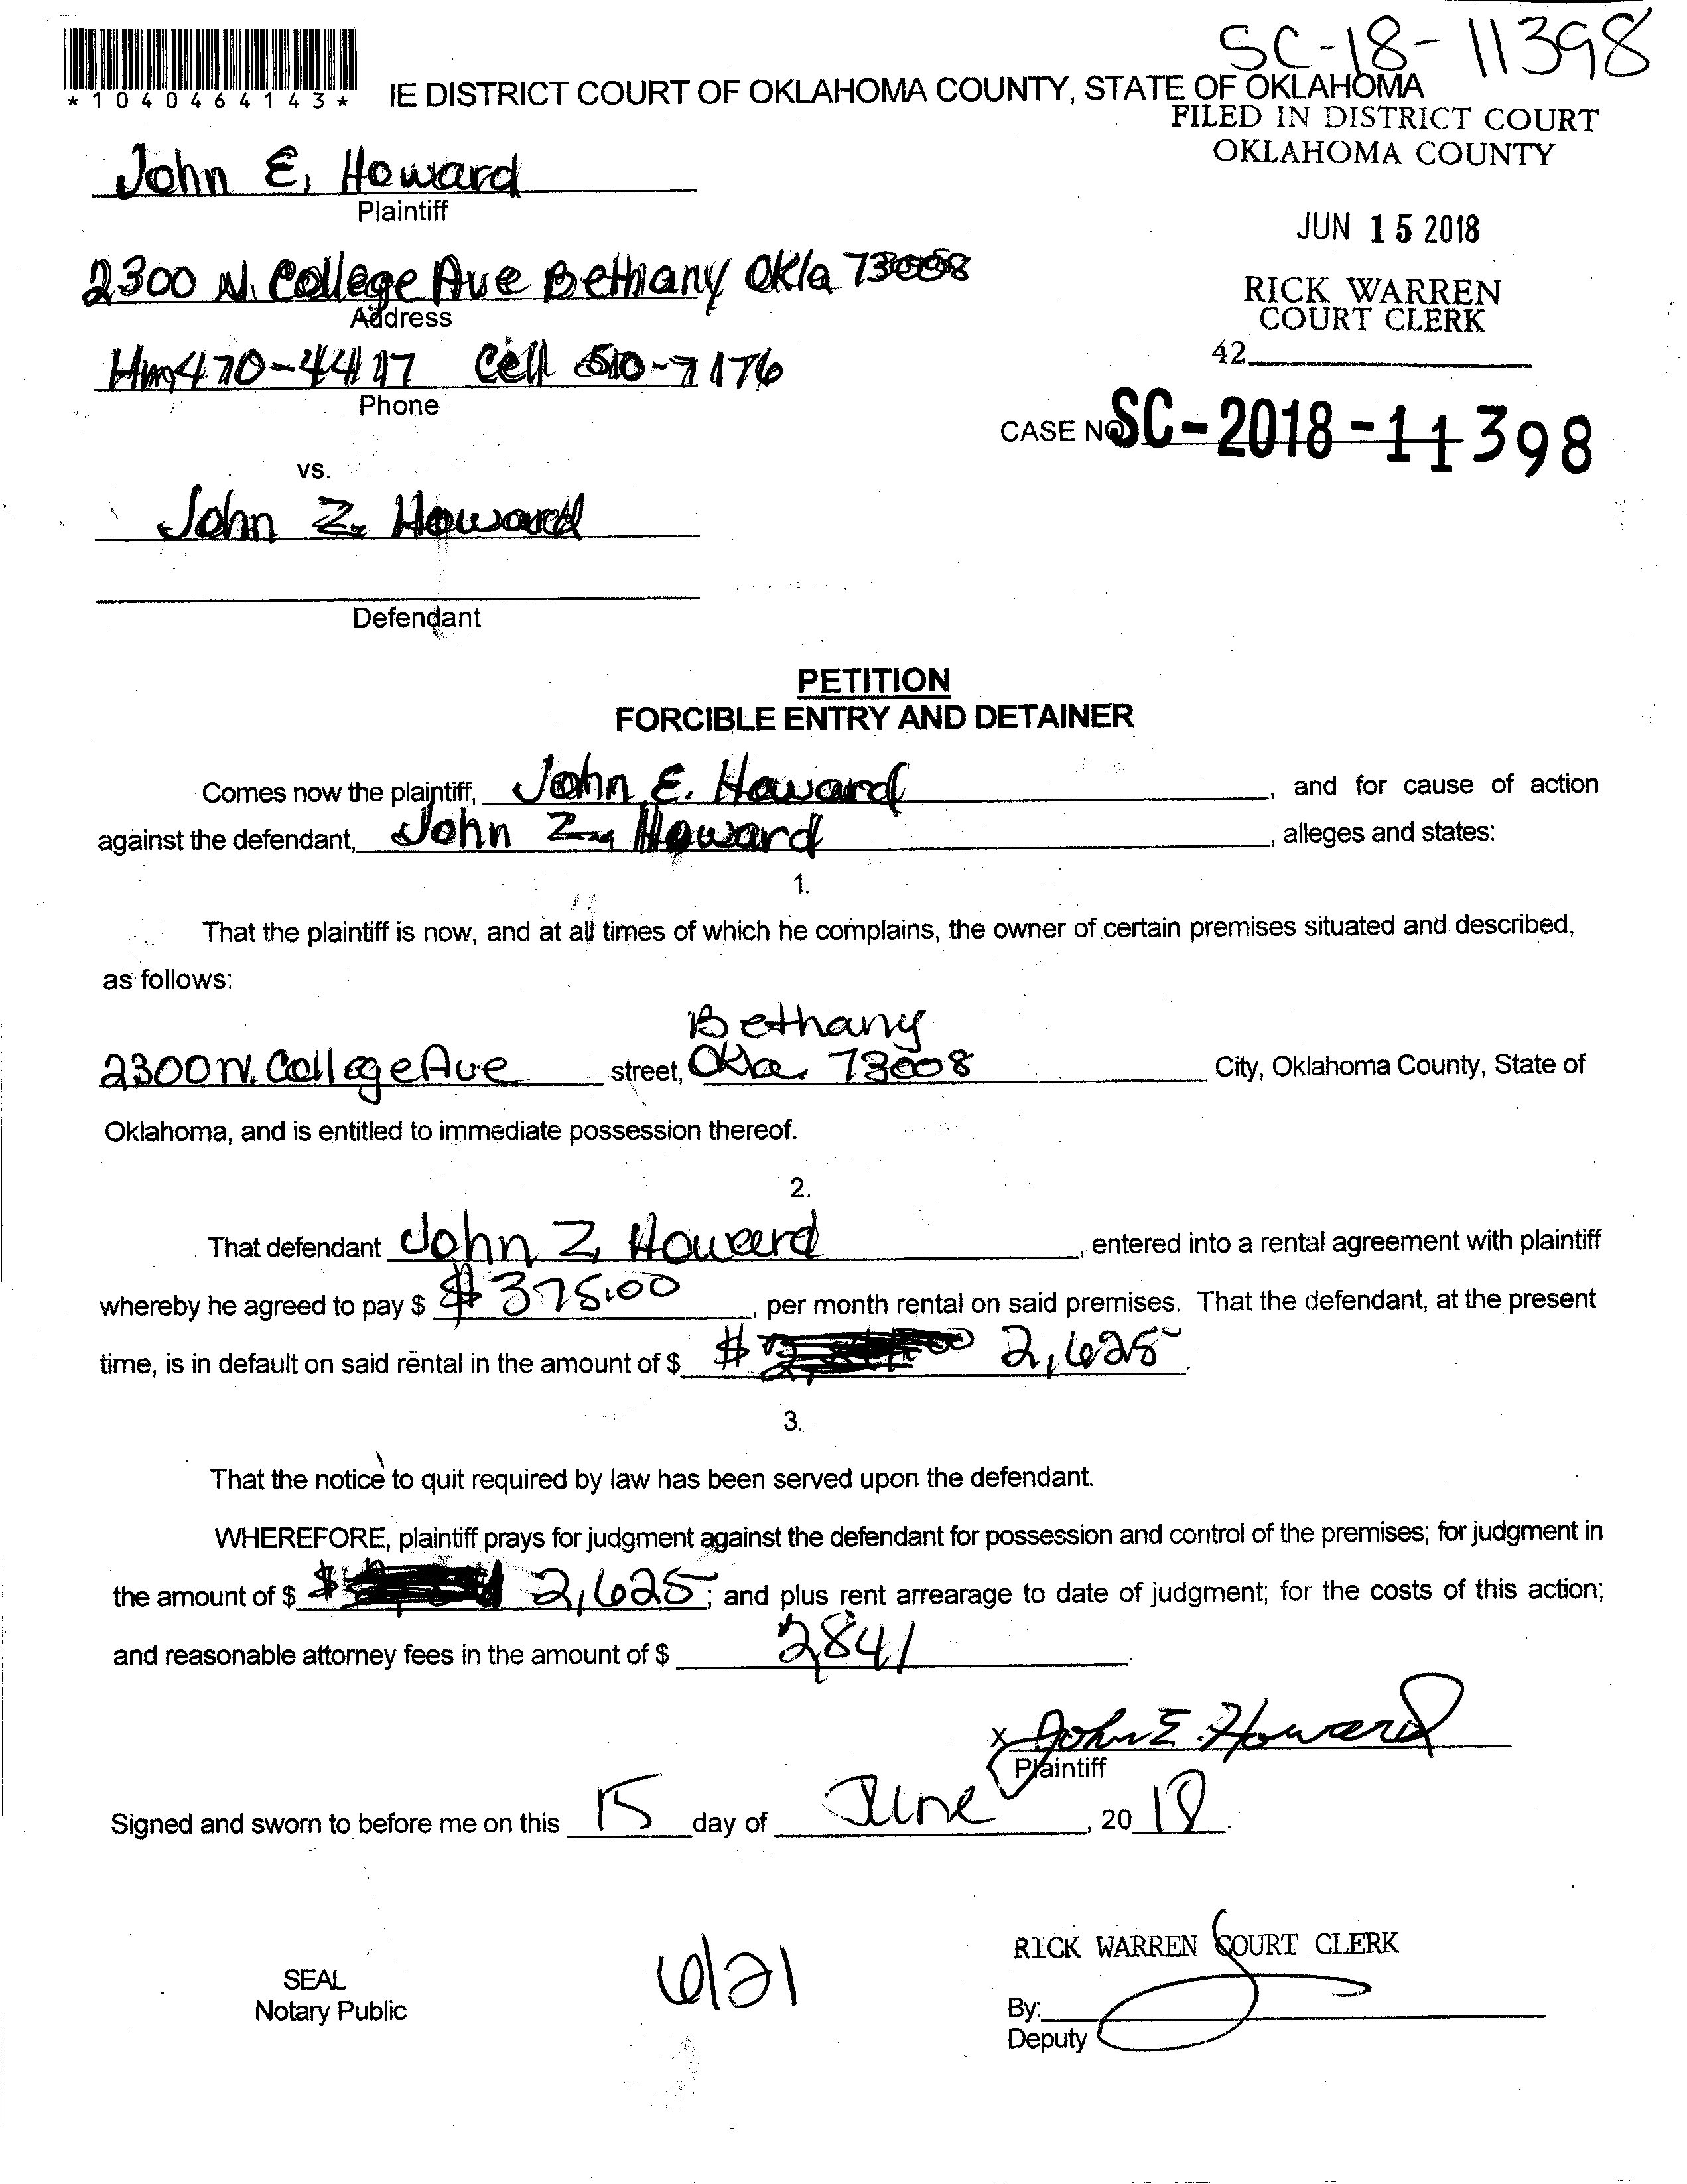 SC-18-11398
*1040464143*
IE DISTRICT COURT OF OKLAHOMA COUNTY, STATE OF OKLAHOMA
FILED IN DISTRICT COURT
OKLAHOMA COUNTY
John E, Howard
Plaintiff
JUN 15 2018
2300 N. College Ave Bethany Okla 73008
Address
RICK WARREN
COURT CLERK
42
Hm 470-4417 Cell 510-7176
Phone
CASE NO SC-2018-11398
vs.
John Z. Howard
Defendant
PETITION
FORCIBLE ENTRY AND DETAINER
Comes now the plaintiff, John E. Howard, and for cause of action
against the defendant, John Z. Howard, alleges and states:
1.
That the plaintiff is now, and at all times of which he complains, the owner of certain premises situated and described,
as follows:
Bethany
2300 N. College Ave street, Okla. 73008 City, Oklahoma County, State of
Oklahoma, and is entitled to immediate possession thereof.
2.
That defendant John Z, Howard, entered into a rental agreement with plaintiff
whereby he agreed to pay $ $375.00, per month rental on said premises. That the defendant, at the present
time, is in default on said rental in the amount of $ $ 2,625.
3.
That the notice to quit required by law has been served upon the defendant.
WHEREFORE, plaintiff prays for judgment against the defendant for possession and control of the premises; for judgment in
the amount of $ $ 2,625; and plus rent arrearage to date of judgment; for the costs of this action;
and reasonable attorney fees in the amount of $ 2841.
x John E. Howard
Plaintiff
Signed and sworn to before me on this 15 day of June, 20 18.
RICK WARREN COURT CLERK
SEAL
Notary Public
6/21
By:
Deputy